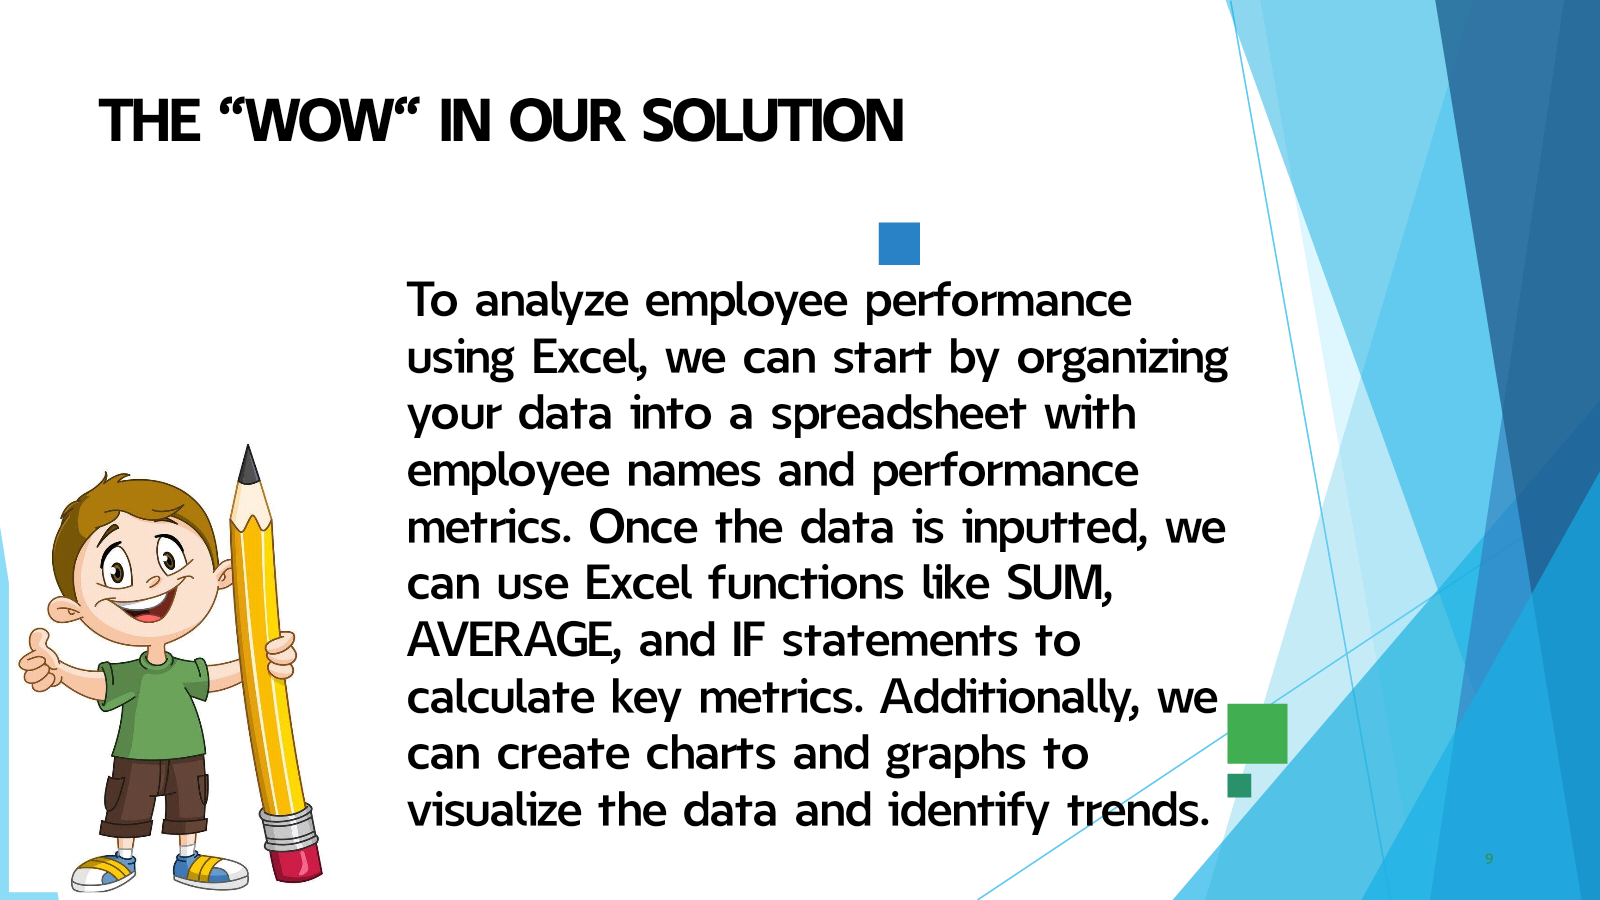 THE “WOW“ IN OUR SOLUTION
To analyze employee performance
using Excel, we can start by organizing
your data into a spreadsheet with
employee names and performance
metrics. Once the data is inputted, we
can use Excel functions like SUM,
AVERAGE, and IF statements to
calculate key metrics. Additionally, we
can create charts and graphs to
visualize the data and identify trends.
9